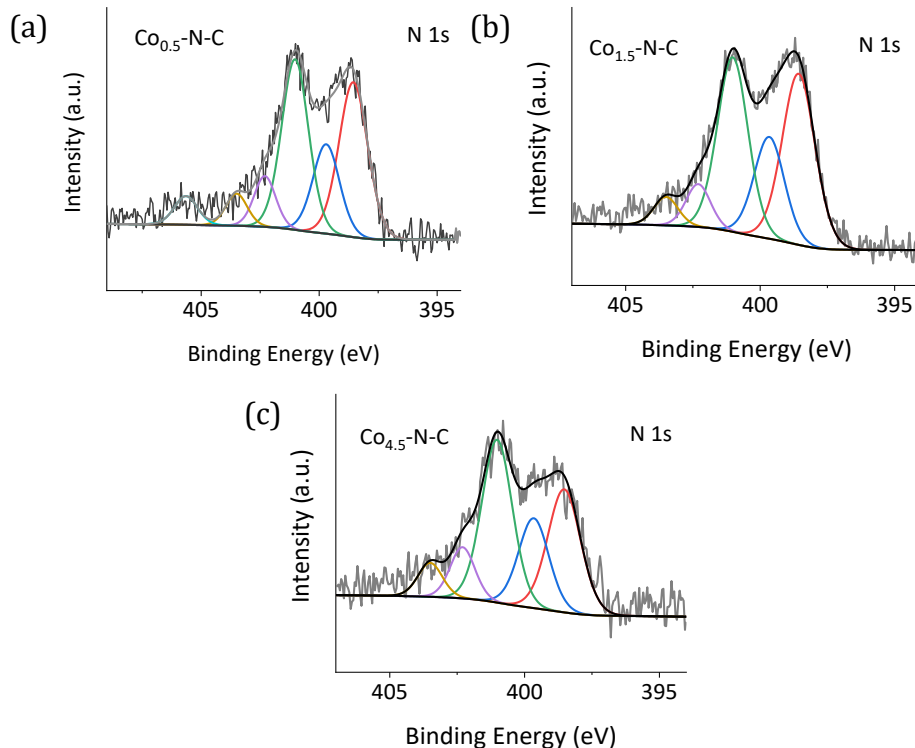 (a)
Co0.5-N-C
N 1s
Intensity (a.u.)
405
400
395
Binding Energy (eV)
(b)
Co1.5-N-C
N 1s
Intensity (a.u.)
405
400
395
Binding Energy (eV)
(c)
Co4.5-N-C
N 1s
Intensity (a.u.)
405
400
395
Binding Energy (eV)